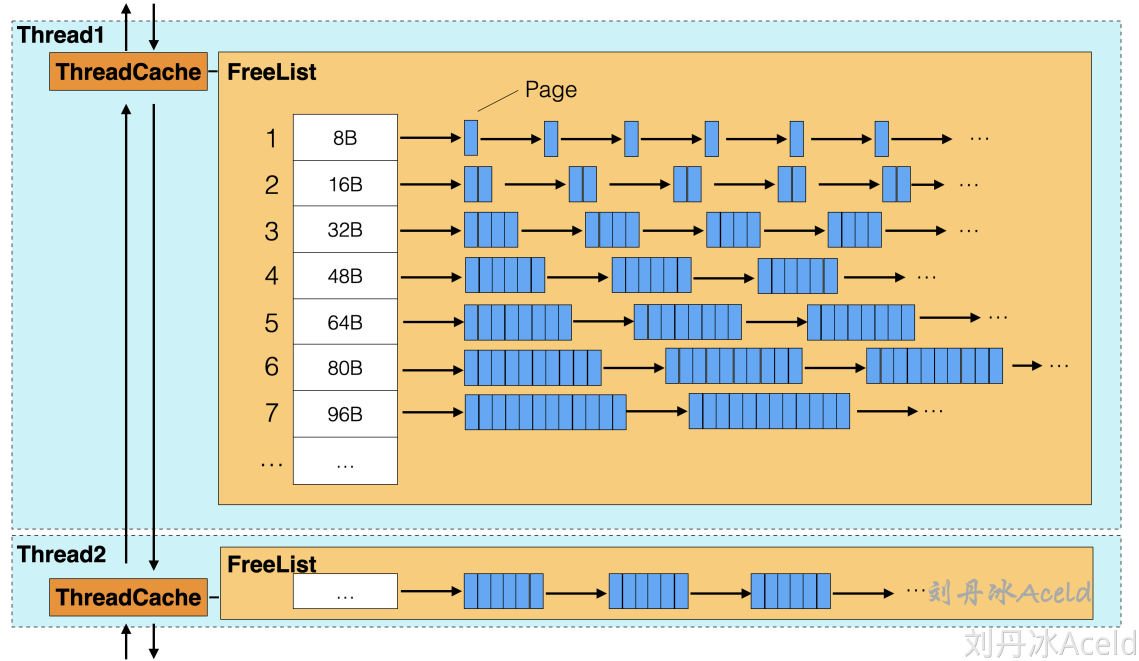 Thread1
ThreadCache
FreeList
Page
1 8B ...
2 16B ...
3 32B ...
4 48B ...
5 64B ...
6 80B ...
7 96B ...
... ...
Thread2
ThreadCache
FreeList
... ...
刘丹冰Aceld
刘丹冰Aceld